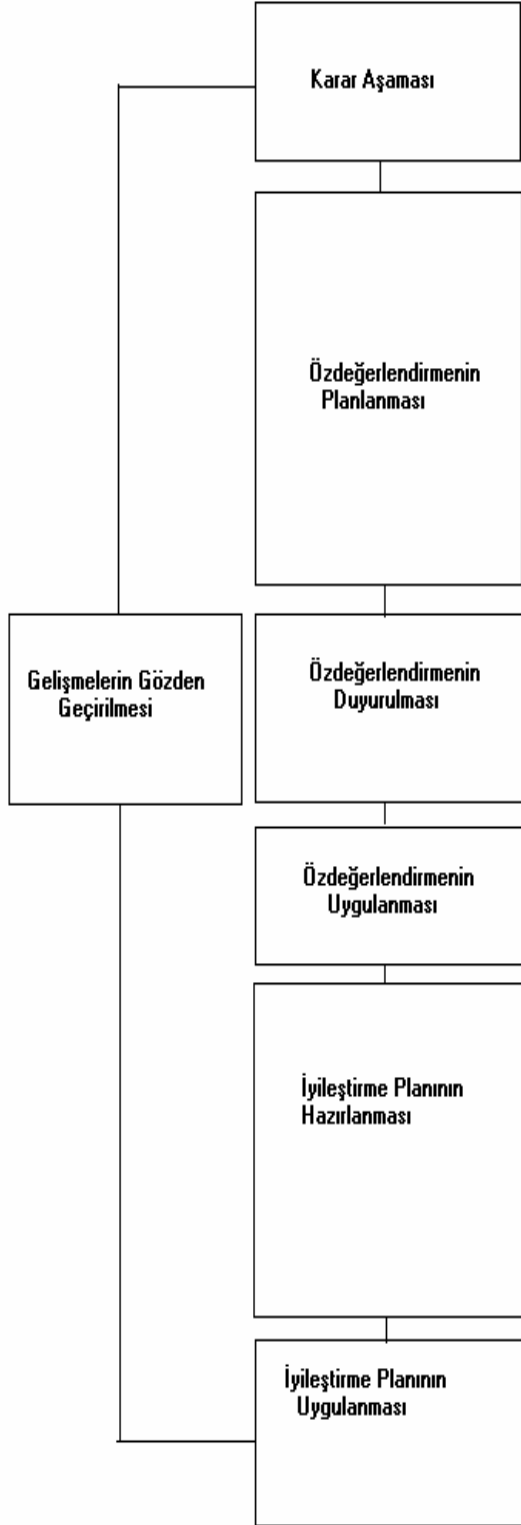 Karar Aşaması
Özdeğerlendirmenin
Planlanması
Gelişmelerin Gözden
Geçirilmesi
Özdeğerlendirmenin
Duyurulması
Özdeğerlendirmenin
Uygulanması
İyileştirme Planının
Hazırlanması
İyileştirme Planının
Uygulanması